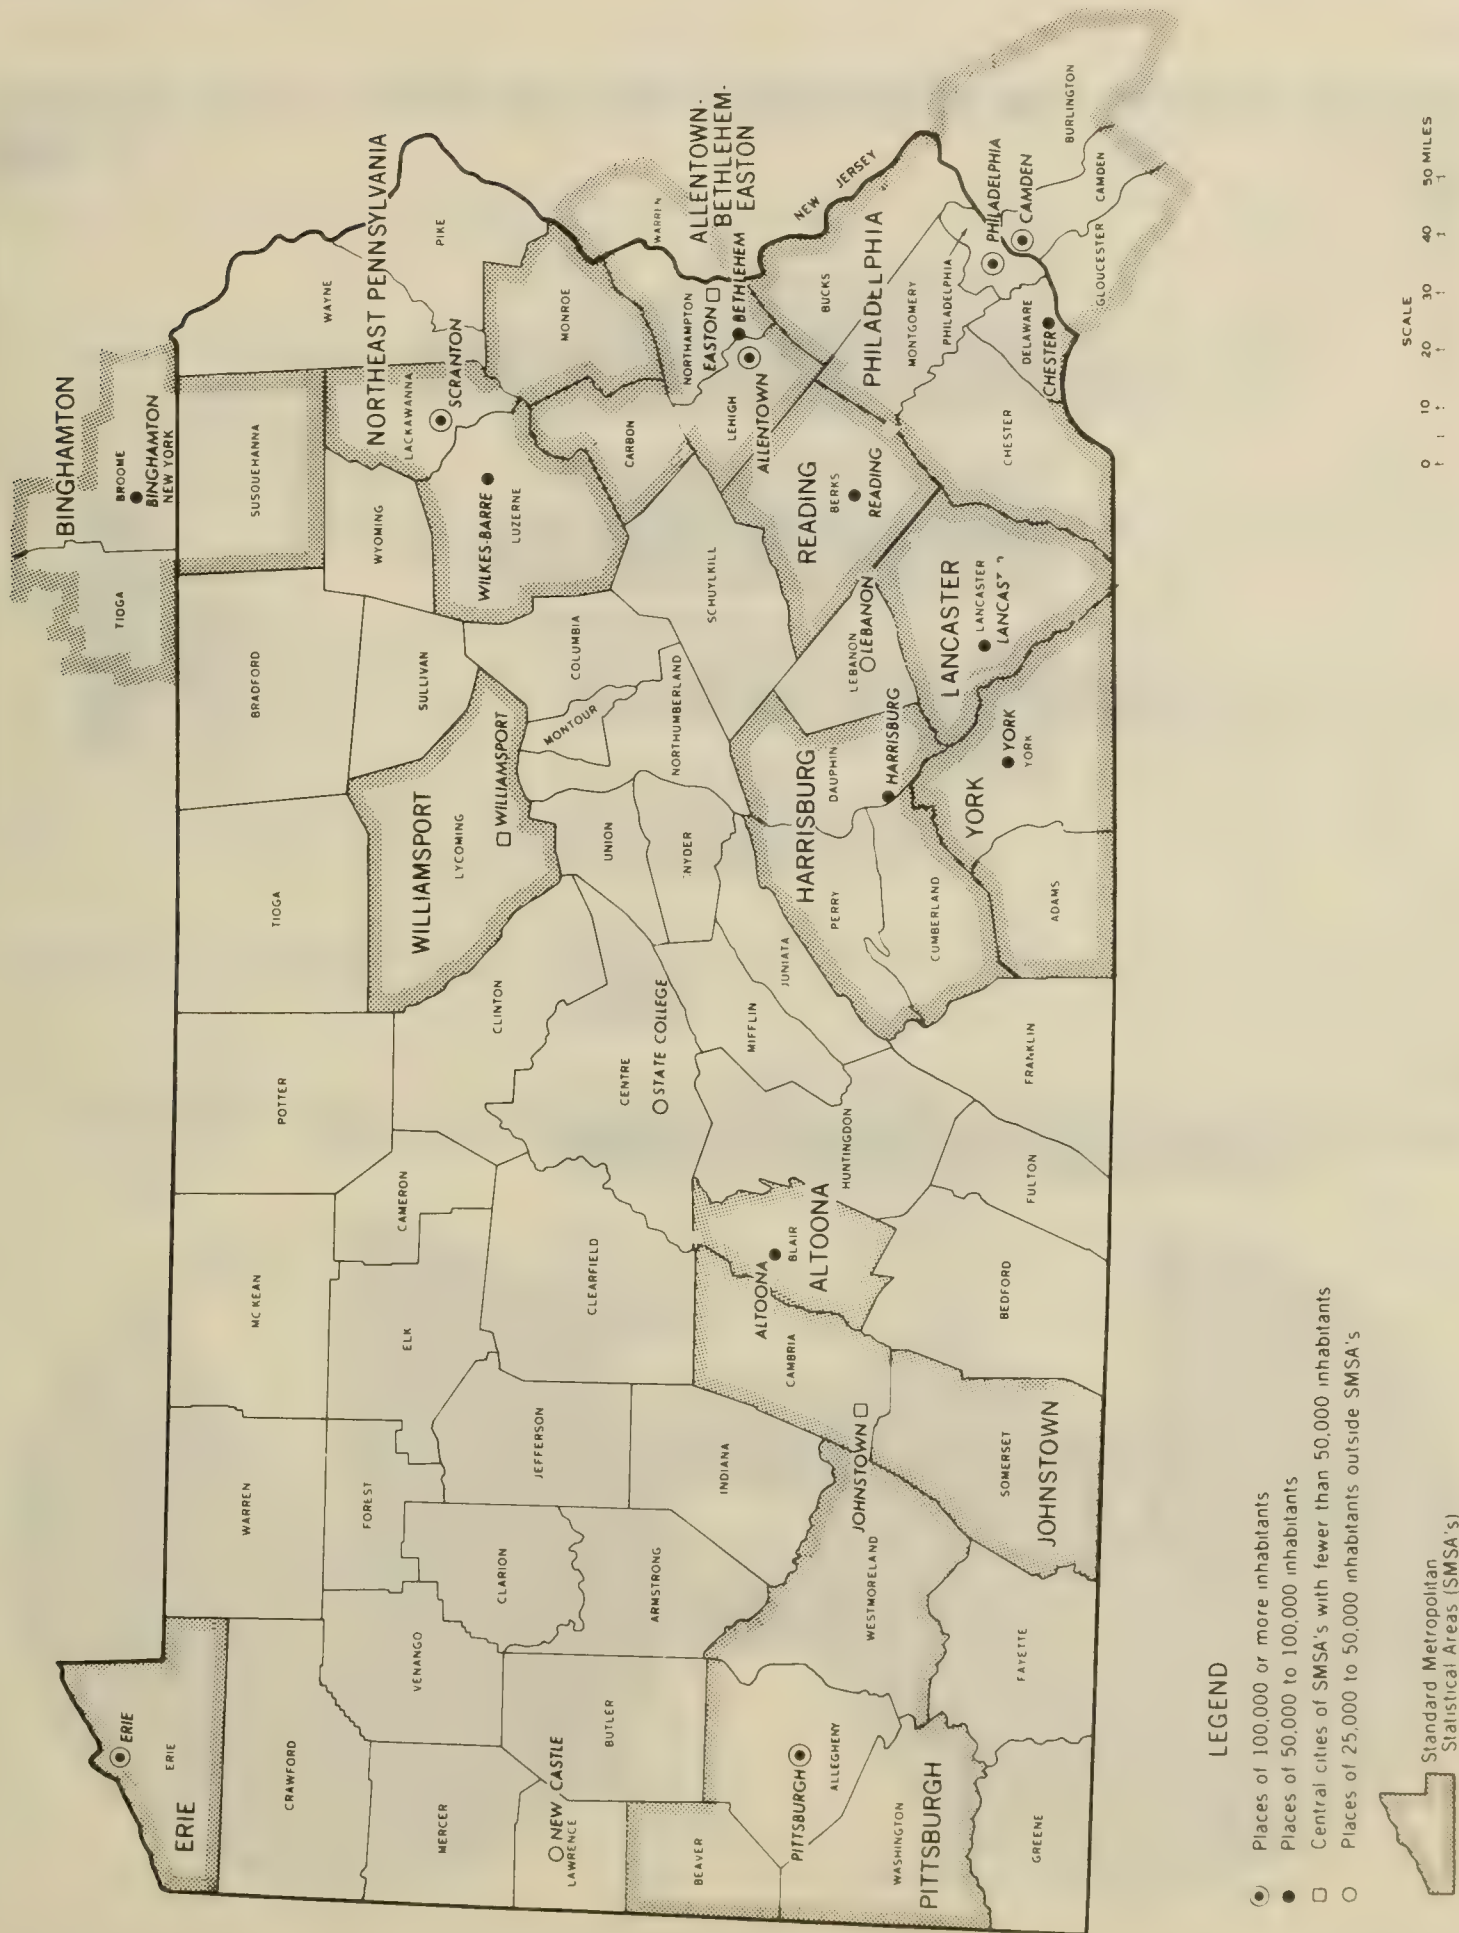 BINGHAMTON
BROOME
BINGHAMTON
NEW YORK
TIOGA
SUSQUEHANNA
WAYNE
PIKE
NORTHEAST PENNSYLVANIA
LACKAWANNA
SCRANTON
WYOMING
WILKES-BARRE
LUZERNE
MONROE
CARBON
WARREN
ALLENTOWN-
BETHLEHEM-
EASTON
NORTHAMPTON
EASTON
BETHLEHEM
LEHIGH
ALLENTOWN
NEW JERSEY
BUCKS
PHILADELPHIA
MONTGOMERY
PHILADELPHIA
PHILADELPHIA
CAMDEN
BURLINGTON
CAMDEN
GLOUCESTER
DELAWARE
CHESTER
CHESTER
READING
BERKS
READING
SCHUYLKILL
LEBANON
LEBANON
LANCASTER
LANCASTER
LANCAST
BRADFORD
SULLIVAN
COLUMBIA
MONTOUR
NORTHUMBERLAND
WILLIAMSPORT
LYCOMING
WILLIAMSPORT
UNION
NYDER
HARRISBURG
DAUPHIN
HARRISBURG
PERRY
CUMBERLAND
YORK
YORK
YORK
ADAMS
TIOGA
POTTER
CLINTON
CENTRE
STATE COLLEGE
MIFFLIN
JUNIATA
HUNTINGDON
FRANKLIN
FULTON
MC KEAN
CAMERON
ELK
CLEARFIELD
ALTOONA
BLAIR
ALTOONA
CAMBRIA
BEDFORD
WARREN
FOREST
JEFFERSON
INDIANA
JOHNSTOWN
SOMERSET
JOHNSTOWN
CLARION
ARMSTRONG
WESTMORELAND
FAYETTE
ERIE
ERIE
ERIE
CRAWFORD
VENANGO
MERCER
BUTLER
NEW CASTLE
LAWRENCE
BEAVER
PITTSBURGH
ALLEGHENY
WASHINGTON
PITTSBURGH
GREENE
SCALE
0 10 20 30 40 50 MILES
LEGEND
Places of 100,000 or more inhabitants
Places of 50,000 to 100,000 inhabitants
Central cities of SMSA's with fewer than 50,000 inhabitants
Places of 25,000 to 50,000 inhabitants outside SMSA's
Standard Metropolitan
Statistical Areas (SMSA's)